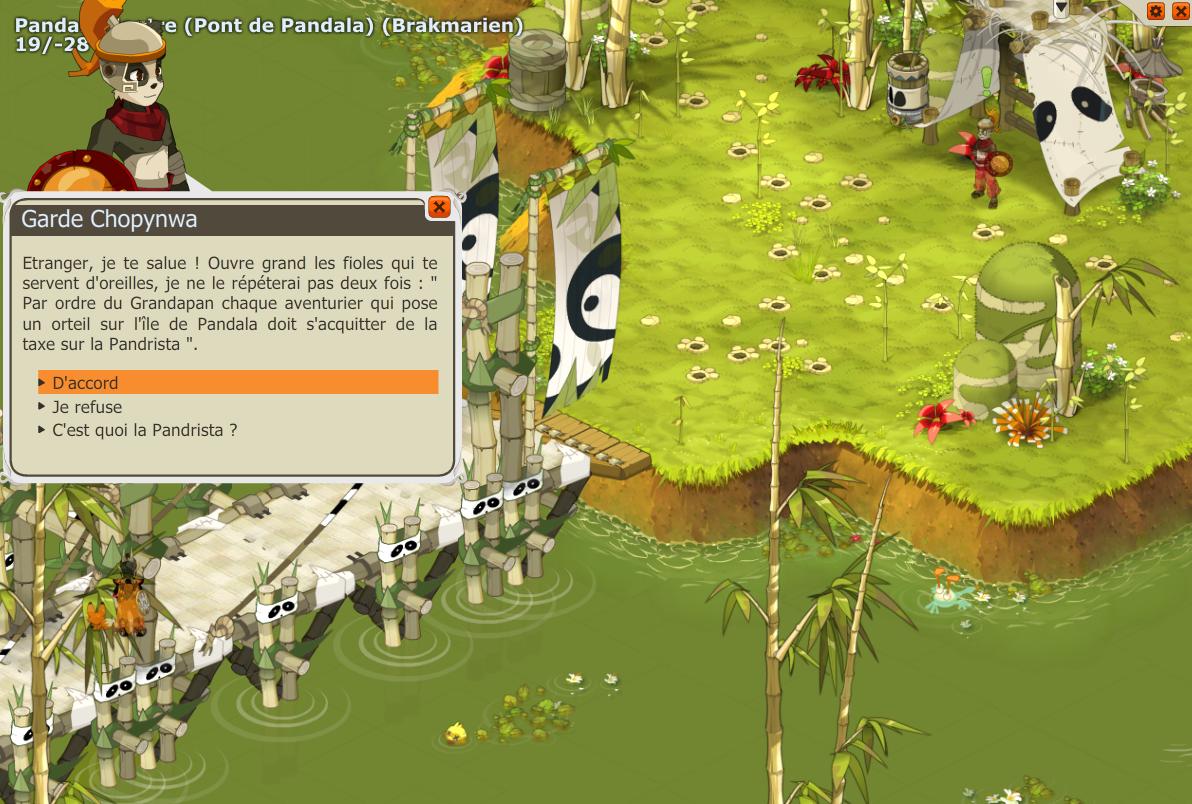 Panda
e (Pont de Pandala) (Brakmarien)
19/-28
Garde Chopynwa
Etranger, je te salue ! Ouvre grand les fioles qui te
servent d'oreilles, je ne le répéterai pas deux fois : "
Par ordre du Grandapan chaque aventurier qui pose
un orteil sur l'île de Pandala doit s'acquitter de la
taxe sur la Pandrista ".
D'accord
Je refuse
C'est quoi la Pandrista ?